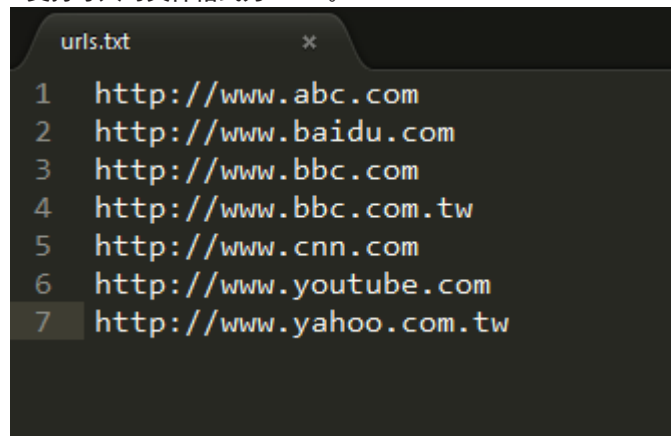 urls.txt ×
1 http://www.abc.com
2 http://www.baidu.com
3 http://www.bbc.com
4 http://www.bbc.com.tw
5 http://www.cnn.com
6 http://www.youtube.com
7 http://www.yahoo.com.tw